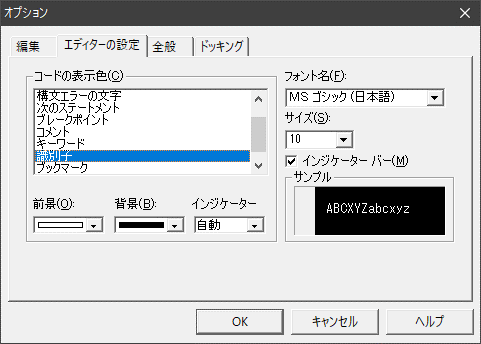 オプション
編集 エディターの設定 全般 ドッキング
コードの表示色(C)
構文エラーの文字
次のステートメント
ブレークポイント
コメント
キーワード
識別子
ブックマーク
前景(O): 背景(B): インジケーター
自動
フォント名(F):
ＭＳ ゴシック (日本語)
サイズ(S):
10
インジケーター バー(M)
サンプル
ABCXYZabcxyz
OK キャンセル ヘルプ